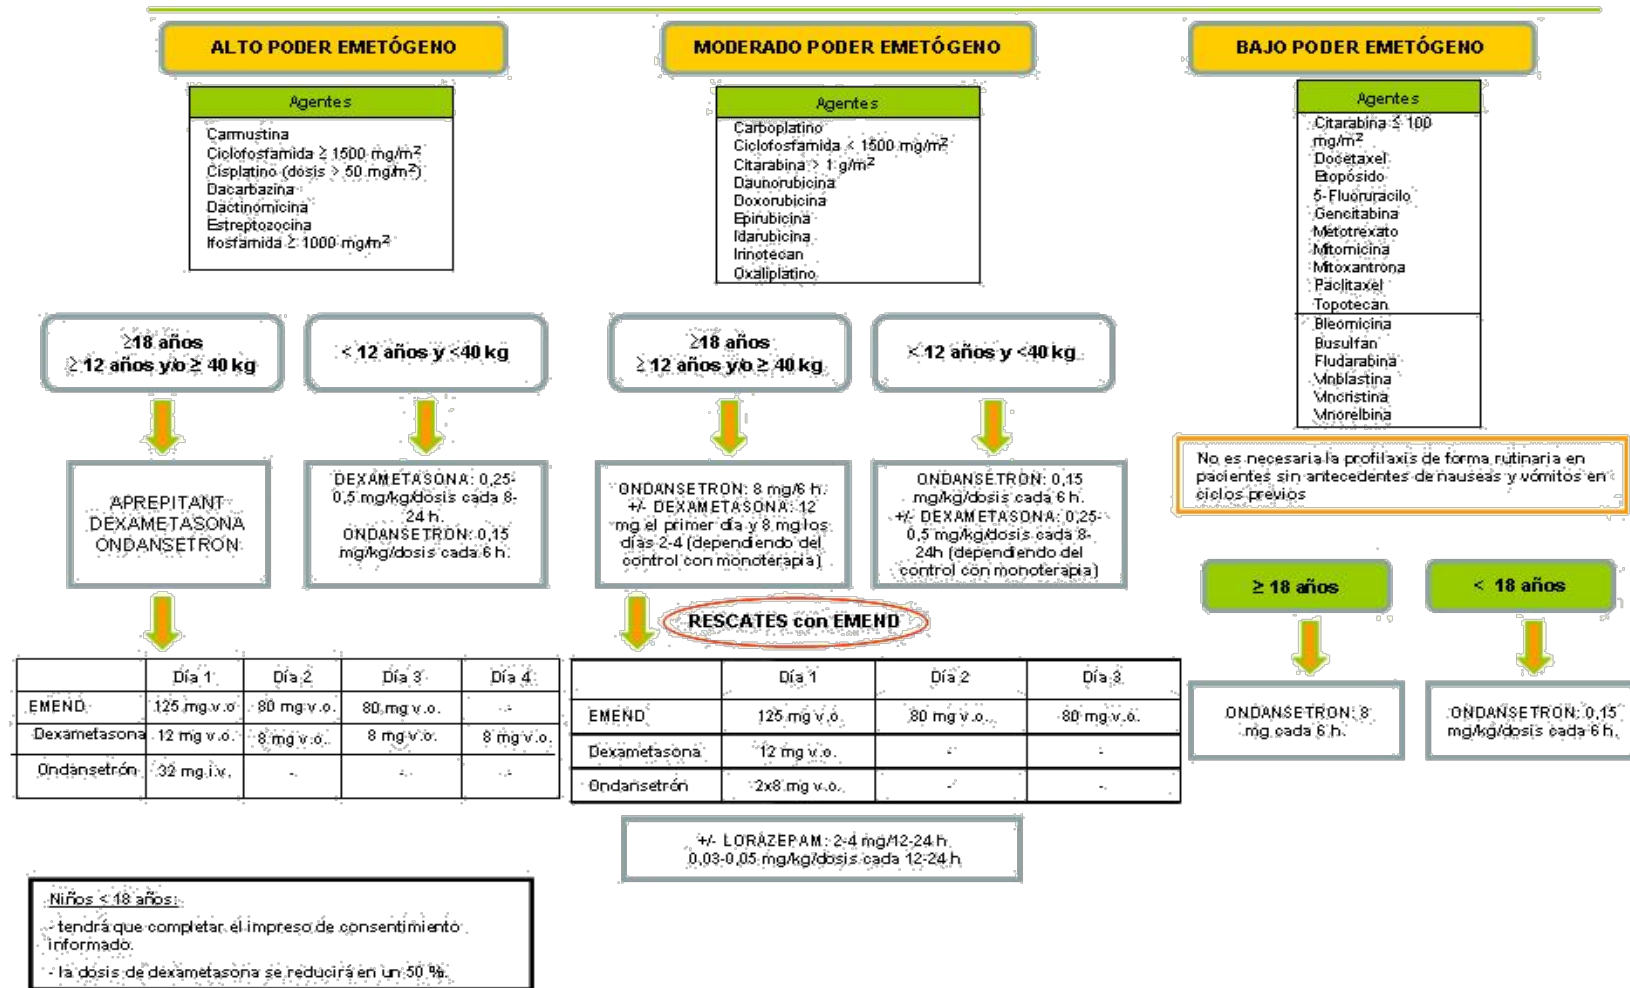 ALTO PODER EMETÓGENO
Agentes
Carmustina
Ciclofosfamida ≥ 1500 mg/m²
Cisplatino (dosis > 50 mg/m²)
Dacarbazina
Dactinomicina
Estreptozocina
Ifosfamida ≥ 1000 mg/m²
MODERADO PODER EMETÓGENO
Agentes
Carboplatino
Ciclofosfamida < 1500 mg/m²
Citarabina > 1 g/m²
Daunorubicina
Doxorubicina
Epirubicina
Idarubicina
Irinotecan
Oxaliplatino
BAJO PODER EMETÓGENO
Agentes
Citarabina ≤ 100
mg/m²
Docetaxel
Etopósido
5-Fluoruracilo
Gencitabina
Metotrexato
Mitomicina
Mitoxantrona
Paclitaxel
Topotecan
Bleomicina
Busulfan
Fludarabina
Vinblastina
Vincristina
Vinorelbina
≥18 años
≥ 12 años y/o ≥ 40 kg
< 12 años y <40 kg
≥18 años
≥ 12 años y/o ≥ 40 kg
< 12 años y <40 kg
APREPITANT
DEXAMETASONA
ONDANSETRON
DEXAMETASONA: 0,25-
0,5 mg/kg/dosis cada 8-
24 h.
ONDANSETRON: 0,15
mg/kg/dosis cada 6 h.
ONDANSETRON: 8 mg/6 h.
+/- DEXAMETASONA: 12
mg el primer día y 8 mg los
días 2-4 (dependiendo del
control con monoterapia)
ONDANSETRON: 0,15
mg/kg/dosis cada 6 h.
+/- DEXAMETASONA: 0,25-
0,5 mg/kg/dosis cada 8-
24h (dependiendo del
control con monoterapia)
No es necesaria la profilaxis de forma rutinaria en
pacientes sin antecedentes de nauseas y vómitos en
ciclos previos
≥ 18 años
< 18 años
ONDANSETRON: 8
mg cada 6 h.
ONDANSETRON: 0,15
mg/kg/dosis cada 6 h.
RESCATES con EMEND
Día 1 Día 2 Día 3 Día 4
EMEND 125 mg v.o 80 mg v.o. 80 mg v.o. -
Dexametasona 12 mg v.o. 8 mg v.o. 8 mg v.o. 8 mg v.o.
Ondansetrón 32 mg i.v. - - -
Día 1 Día 2 Día 3
EMEND 125 mg v.o. 80 mg v.o. 80 mg v.o.
Dexametasona 12 mg v.o. - -
Ondansetrón 2x8 mg v.o. - -
+/- LORAZEPAM: 2-4 mg/12-24 h
0,03-0,05 mg/kg/dosis cada 12-24 h
Niños < 18 años:
- tendrá que completar el impreso de consentimiento
informado.
- la dosis de dexametasona se reducirá en un 50 %.